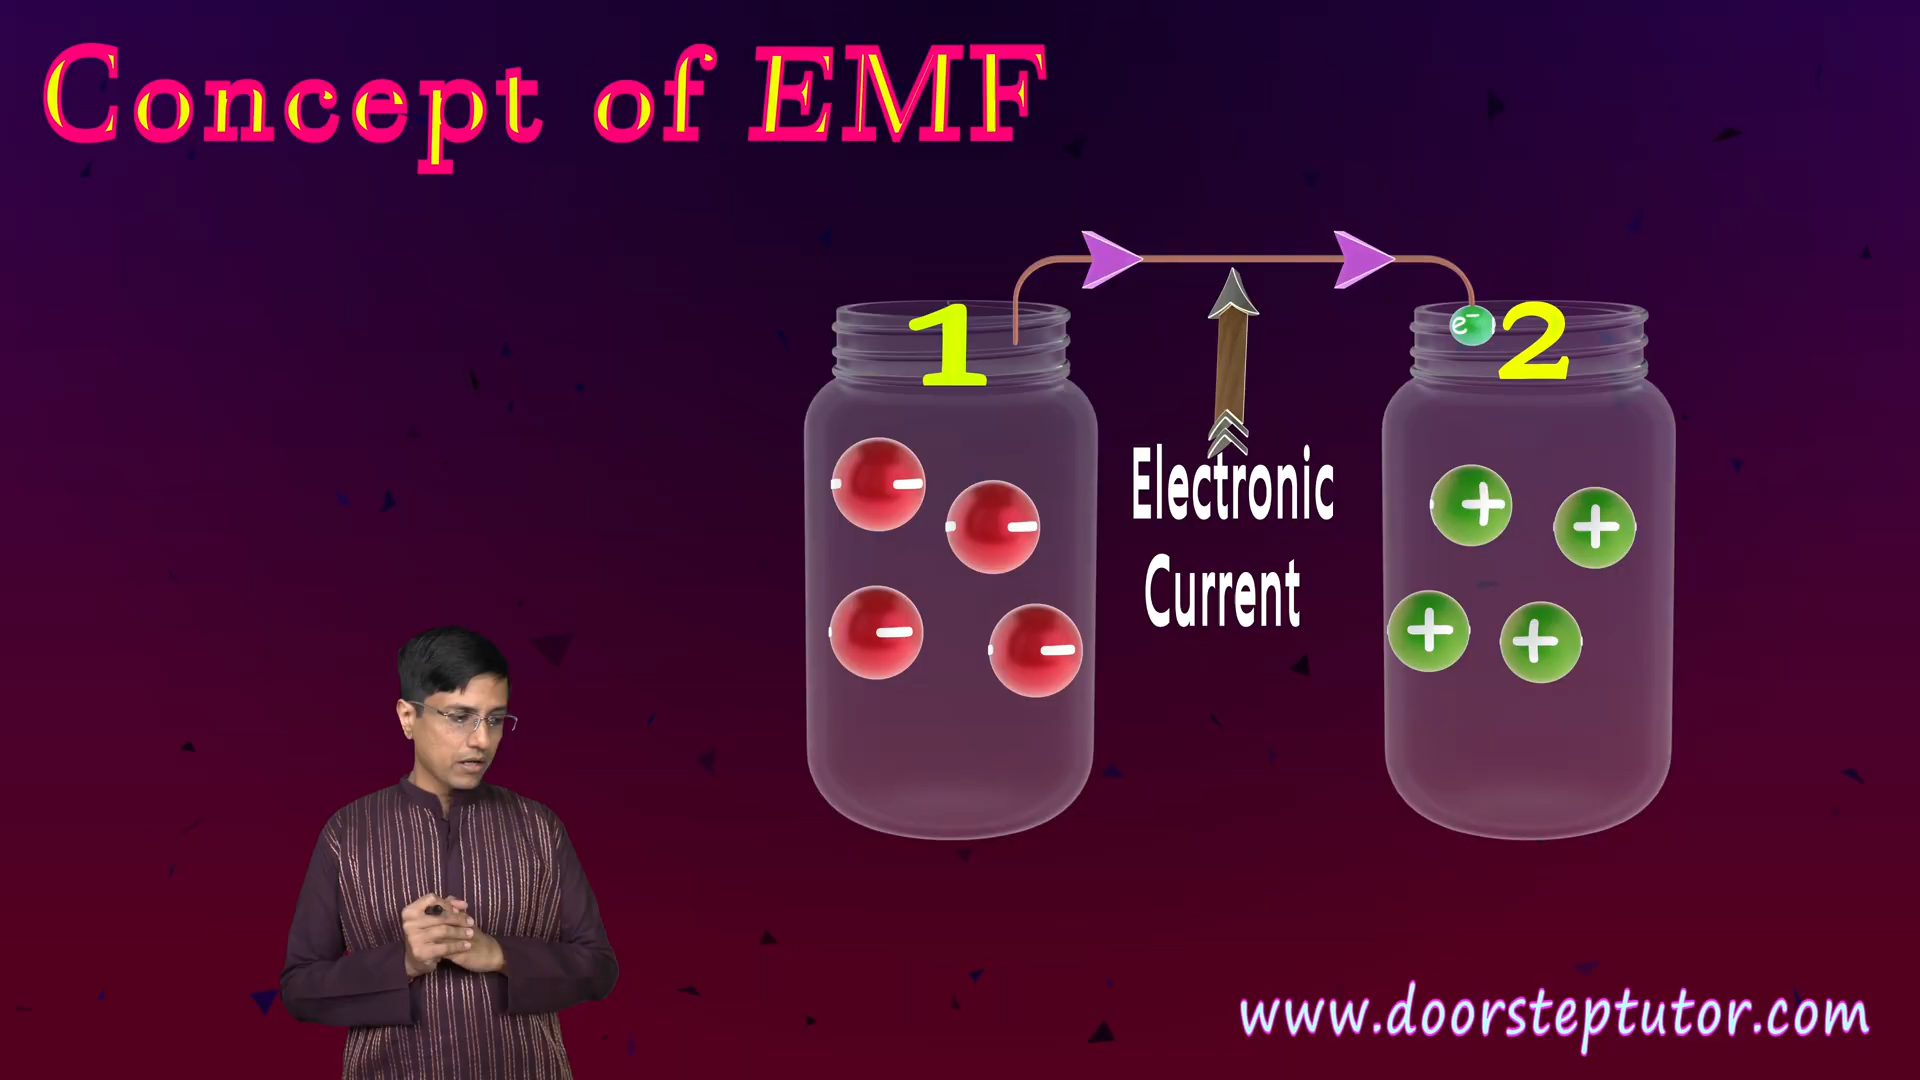 Concept of EMF
1
e⁻
2
- - - -
+ + + +
Electronic
Current
www.doorsteptutor.com